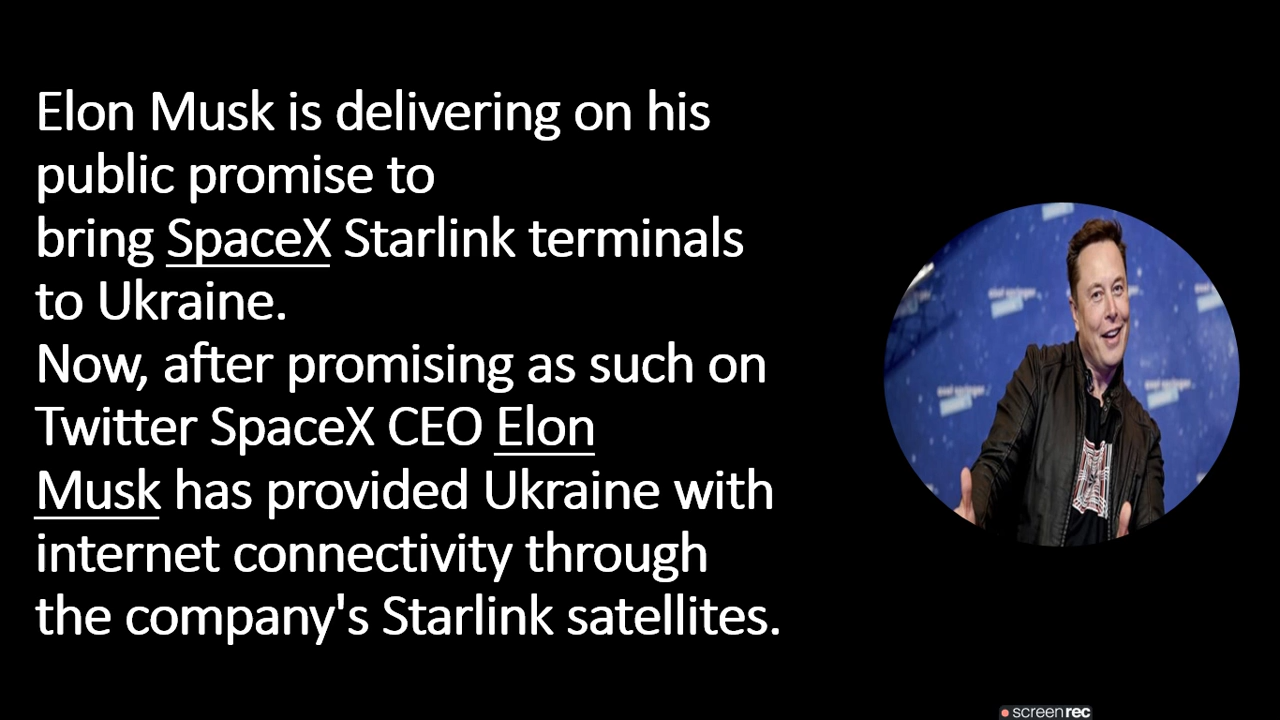 Elon Musk is delivering on his
public promise to
bring SpaceX Starlink terminals
to Ukraine.
Now, after promising as such on
Twitter SpaceX CEO Elon
Musk has provided Ukraine with
internet connectivity through
the company's Starlink satellites.
screenrec